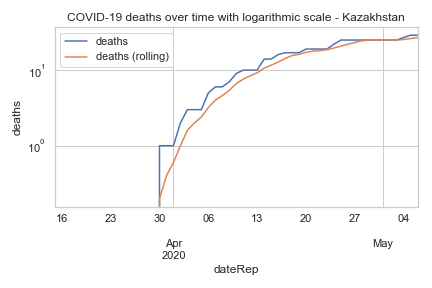 COVID-19 deaths over time with logarithmic scale - Kazakhstan
deaths
deaths (rolling)
10¹
10⁰
deaths
16 23 30 06 13 20 27 04
Apr May
2020
dateRep